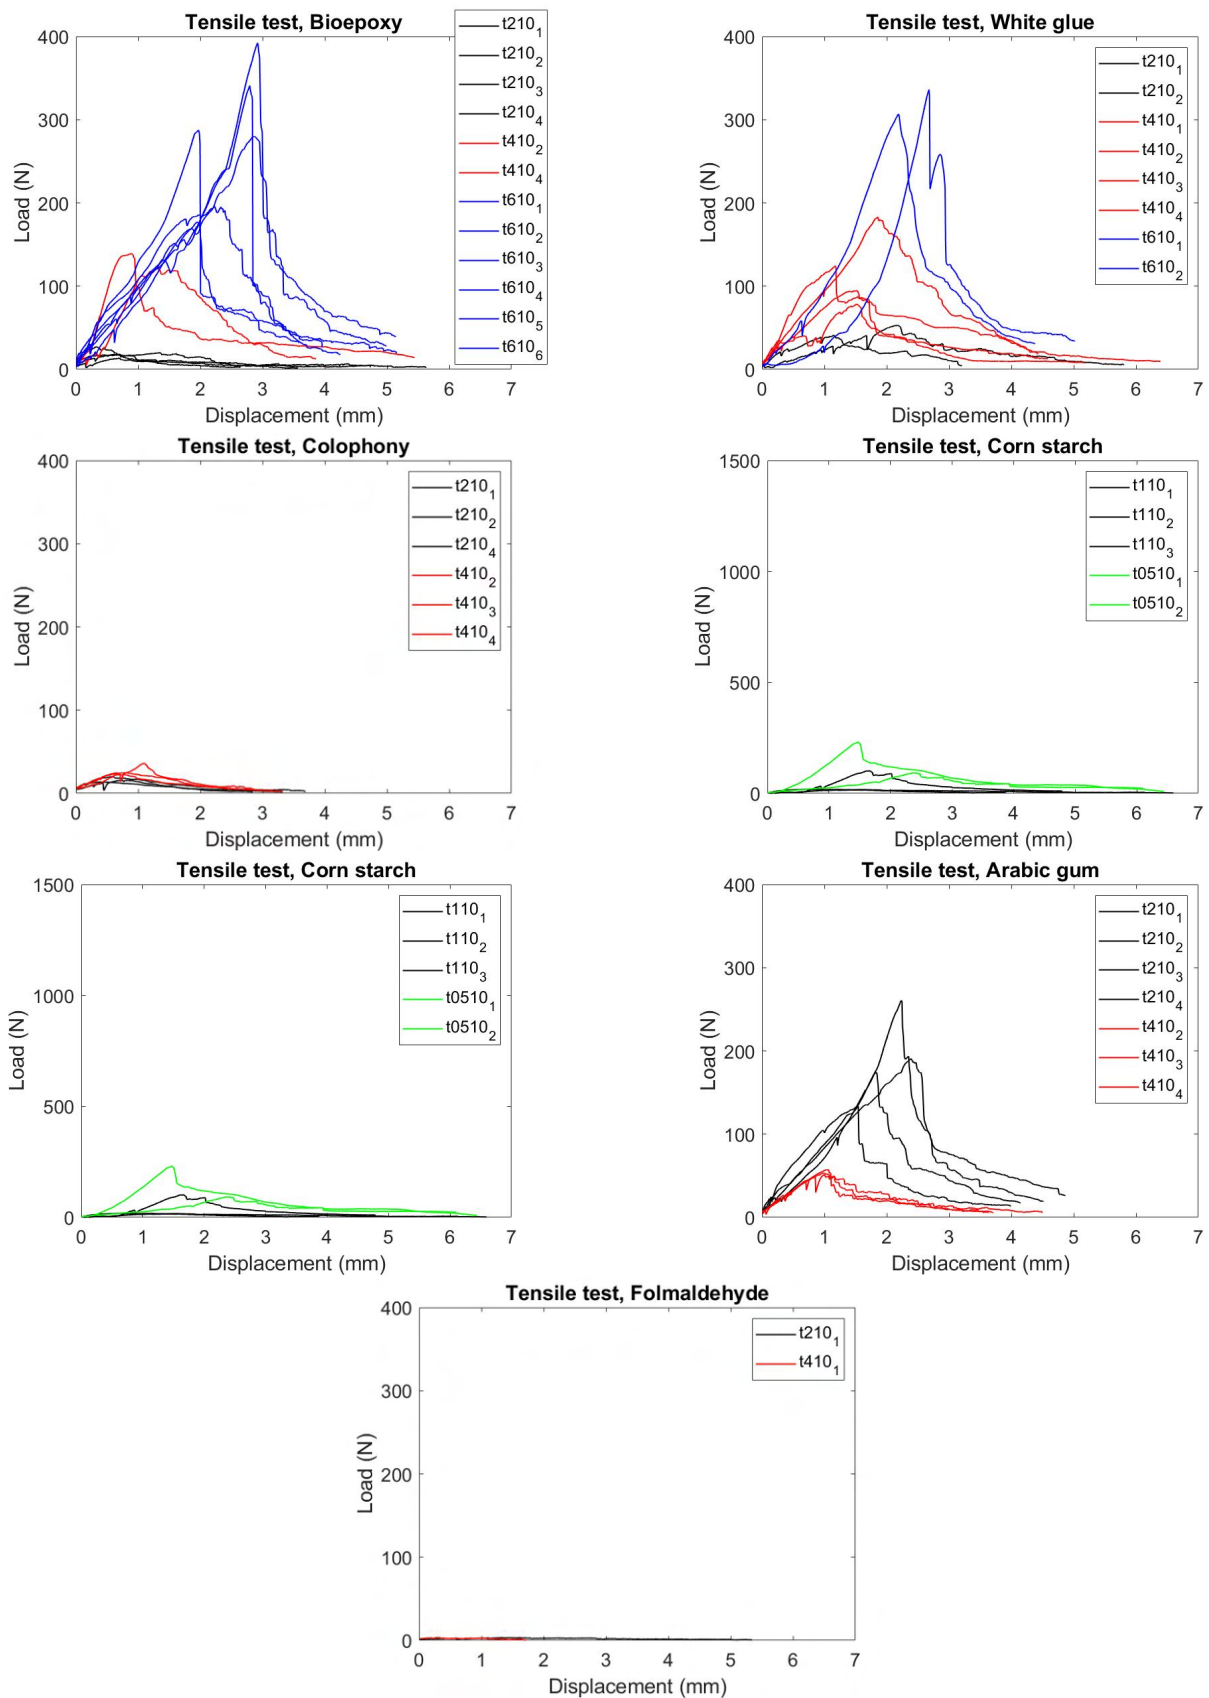 Tensile test, Bioepoxy
400
300
200
100
0
Load (N)
0 1 2 3 4 5 6 7
Displacement (mm)
t210_1
t210_2
t210_3
t210_4
t410_2
t410_4
t610_1
t610_2
t610_3
t610_4
t610_5
t610_6
Tensile test, White glue
400
300
200
100
0
Load (N)
0 1 2 3 4 5 6 7
Displacement (mm)
t210_1
t210_2
t410_1
t410_2
t410_3
t410_4
t610_1
t610_2
Tensile test, Colophony
400
300
200
100
0
Load (N)
0 1 2 3 4 5 6 7
Displacement (mm)
t210_1
t210_2
t210_4
t410_2
t410_3
t410_4
Tensile test, Corn starch
1500
1000
500
0
Load (N)
0 1 2 3 4 5 6 7
Displacement (mm)
t110_1
t110_2
t110_3
t0510_1
t0510_2
Tensile test, Corn starch
1500
1000
500
0
Load (N)
0 1 2 3 4 5 6 7
Displacement (mm)
t110_1
t110_2
t110_3
t0510_1
t0510_2
Tensile test, Arabic gum
400
300
200
100
0
Load (N)
0 1 2 3 4 5 6 7
Displacement (mm)
t210_1
t210_2
t210_3
t210_4
t410_2
t410_3
t410_4
Tensile test, Folmaldehyde
400
300
200
100
0
Load (N)
0 1 2 3 4 5 6 7
Displacement (mm)
t210_1
t410_1